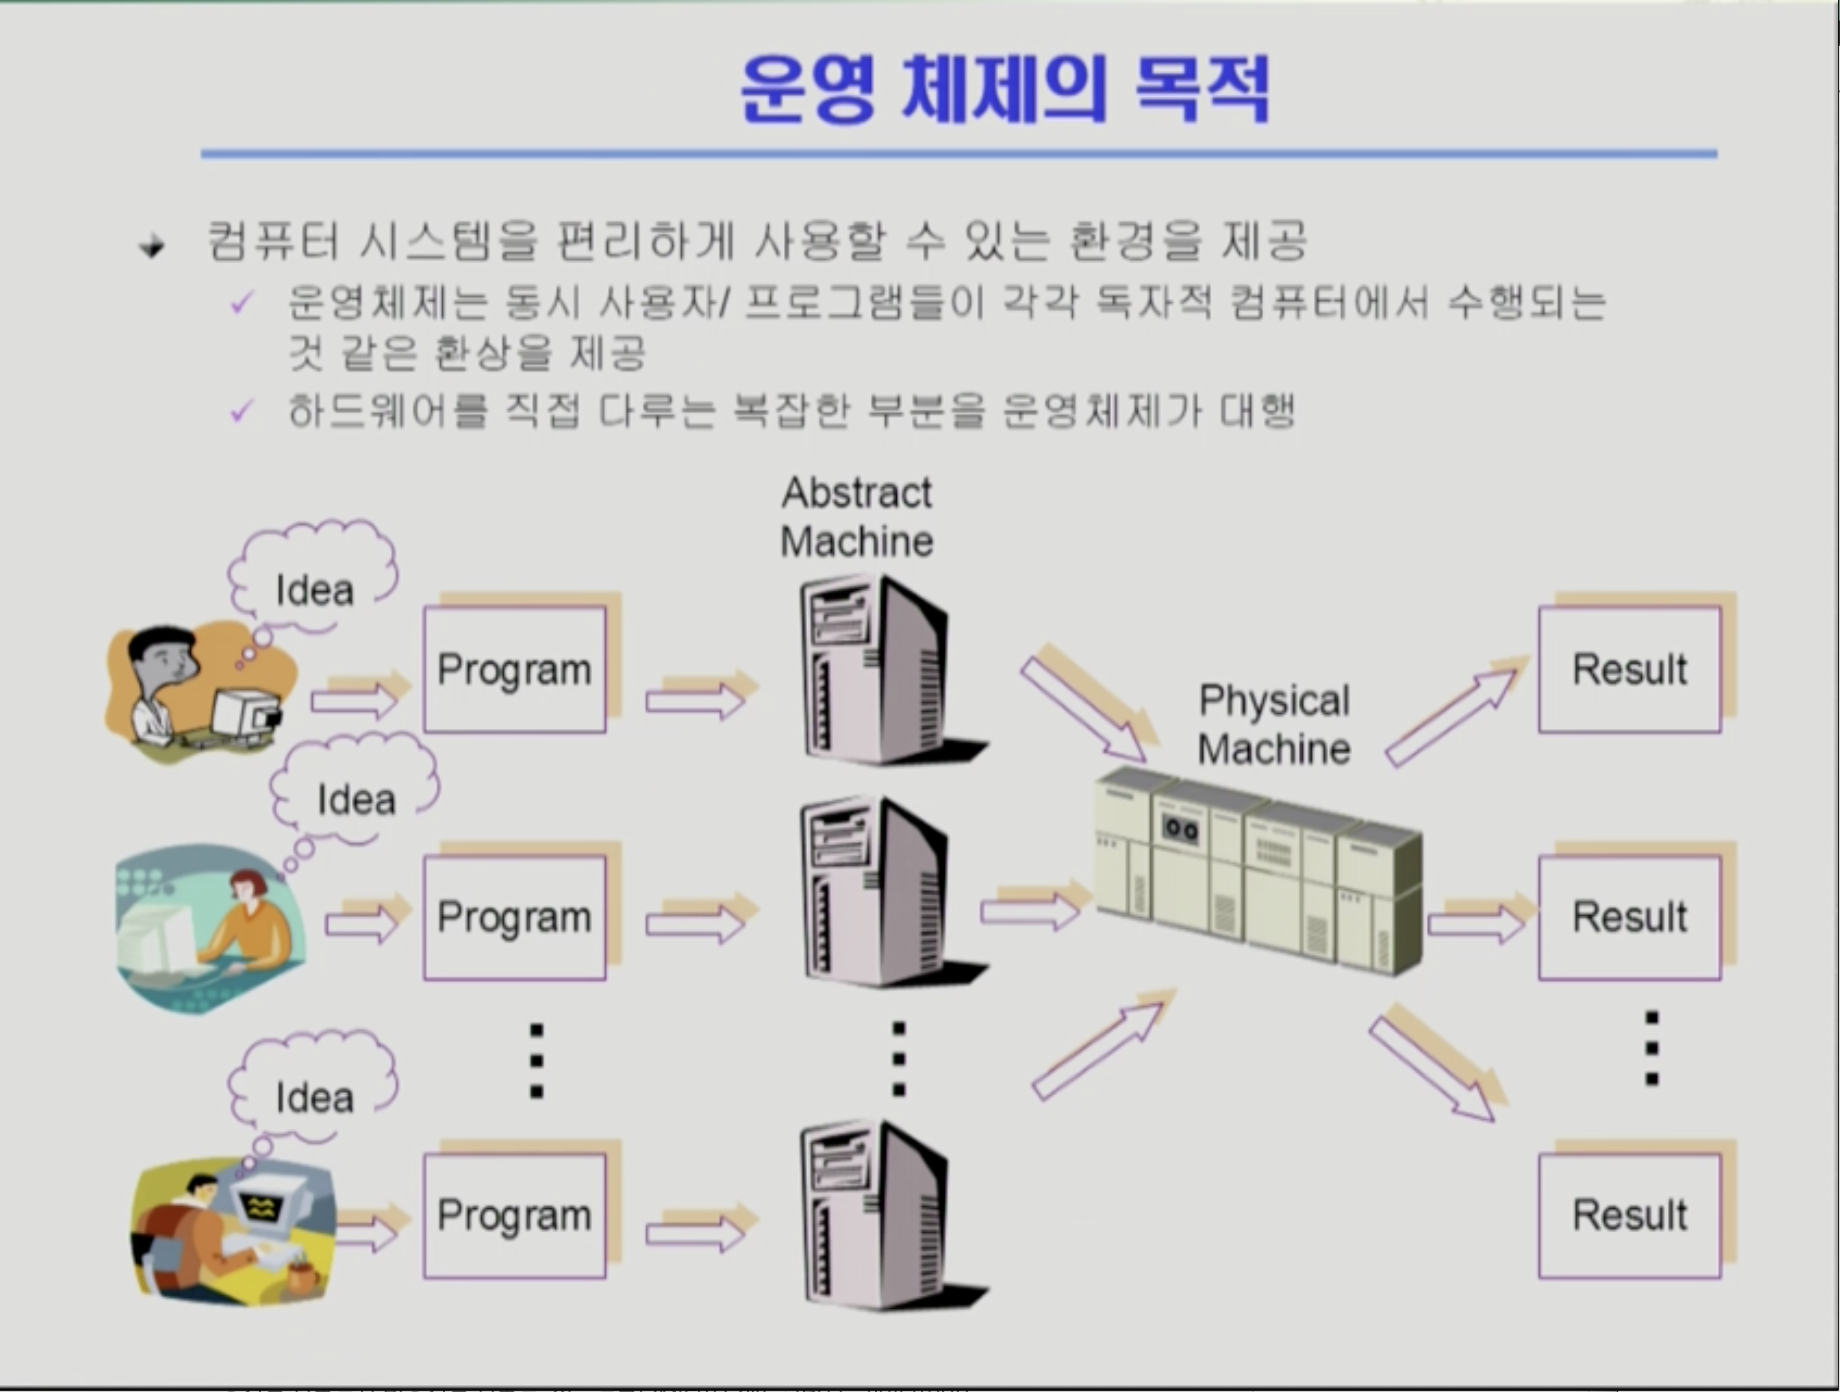 운영 체제의 목적
컴퓨터 시스템을 편리하게 사용할 수 있는 환경을 제공
운영체제는 동시 사용자/ 프로그램들이 각각 독자적 컴퓨터에서 수행되는
것 같은 환상을 제공
하드웨어를 직접 다루는 복잡한 부분을 운영체제가 대행
Abstract
Machine
Idea
Program
Physical
Machine
Result
Idea
Program
Result
Idea
Program
Result